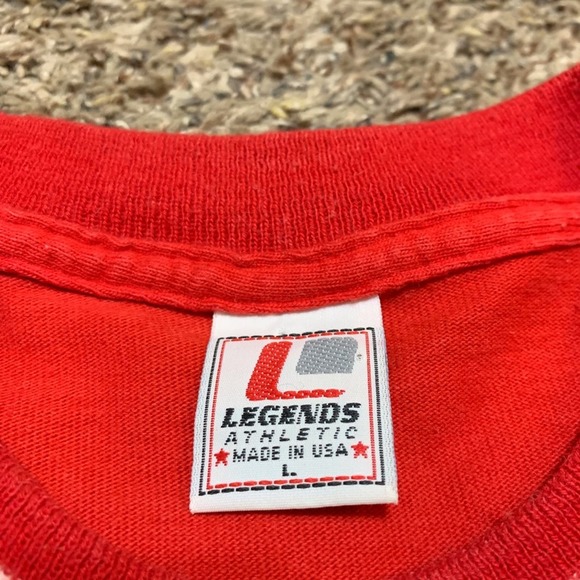 LEGENDS
ATHLETIC
MADE IN USA
L.